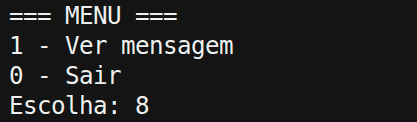 === MENU ===
1 - Ver mensagem
0 - Sair
Escolha: 8